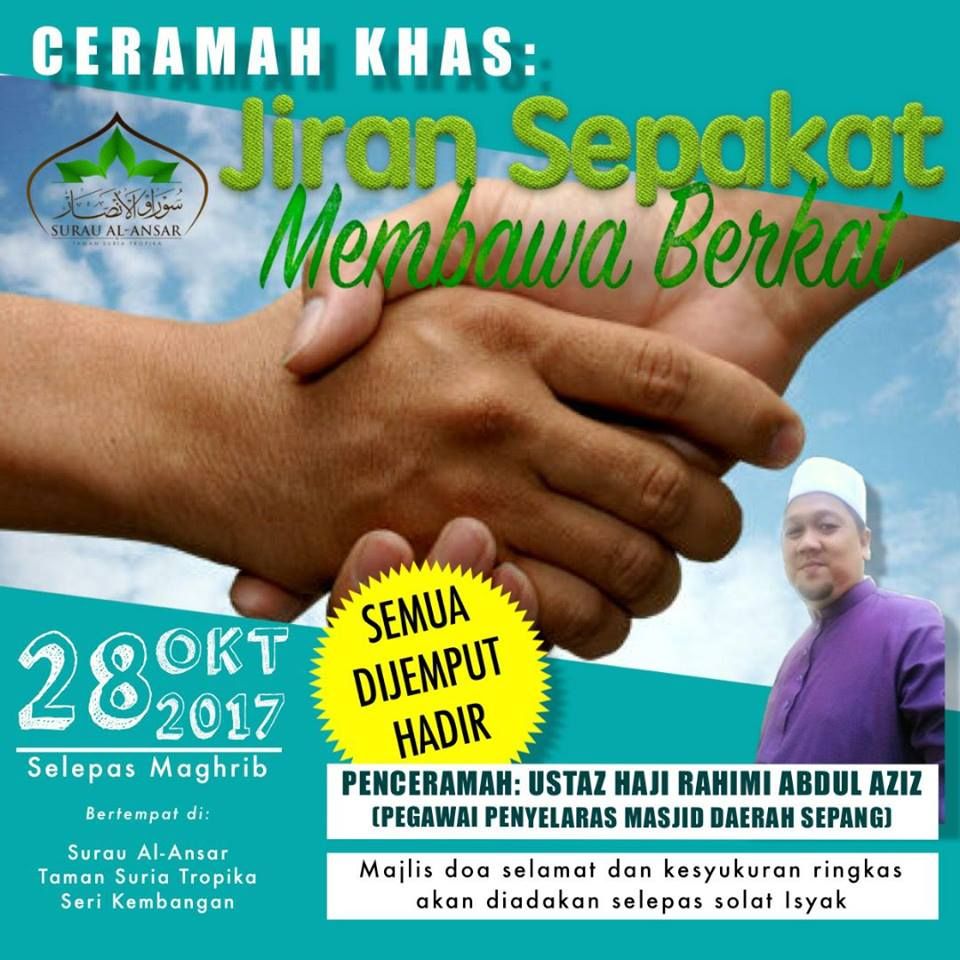 CERAMAH KHAS:
Jiran Sepakat
Membawa Berkat
سوراو الأنصار
SURAU AL-ANSAR
TAMAN SURIA TROPIKA
SEMUA
DIJEMPUT
HADIR
28 OKT
2017
Selepas Maghrib
Bertempat di:
Surau Al-Ansar
Taman Suria Tropika
Seri Kembangan
PENCERAMAH: USTAZ HAJI RAHIMI ABDUL AZIZ
(PEGAWAI PENYELARAS MASJID DAERAH SEPANG)
Majlis doa selamat dan kesyukuran ringkas
akan diadakan selepas solat Isyak